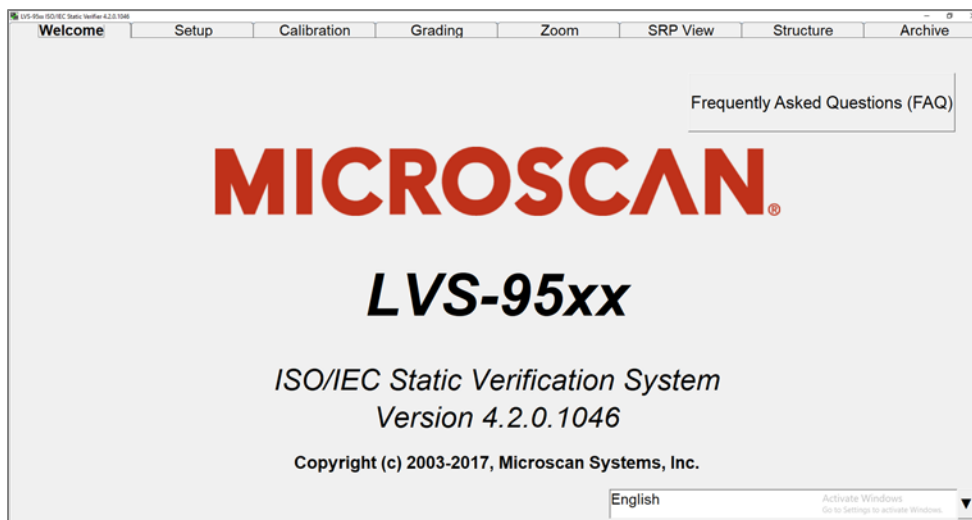 LVS-95xx ISO/IEC Static Verifier 4.2.0.1046
Welcome Setup Calibration Grading Zoom SRP View Structure Archive
Frequently Asked Questions (FAQ)
MICROSCAN®
LVS-95xx
ISO/IEC Static Verification System
Version 4.2.0.1046
Copyright (c) 2003-2017, Microscan Systems, Inc.
English
Activate Windows
Go to Settings to activate Windows.